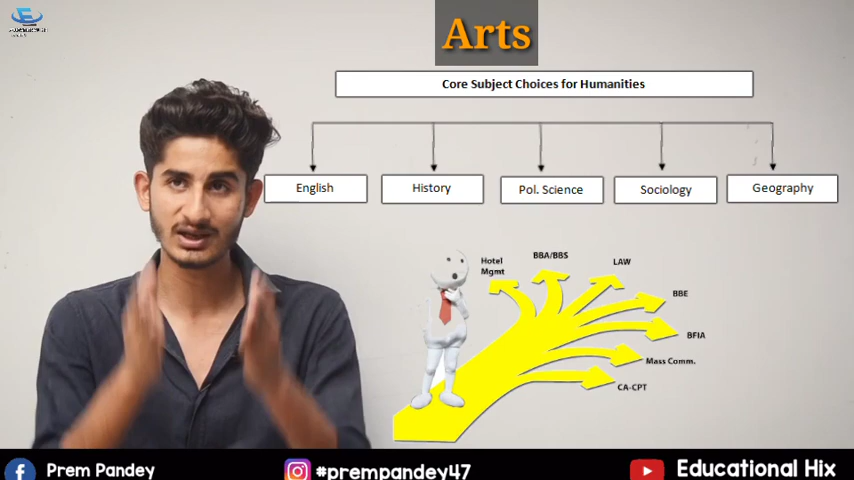 Arts
Core Subject Choices for Humanities
English
History
Pol. Science
Sociology
Geography
Hotel
Mgmt
BBA/BBS
LAW
BBE
BFIA
Mass Comm.
CA-CPT
Prem Pandey
#prempandey47
Educational Hix